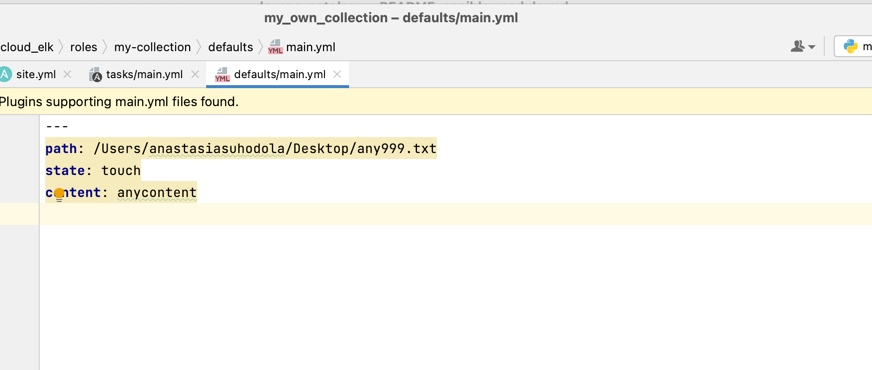 my_own_collection – defaults/main.yml
cloud_elk roles my-collection defaults main.yml
site.yml tasks/main.yml defaults/main.yml
Plugins supporting main.yml files found.
---
path: /Users/anastasiasuhodola/Desktop/any999.txt
state: touch
content: anycontent